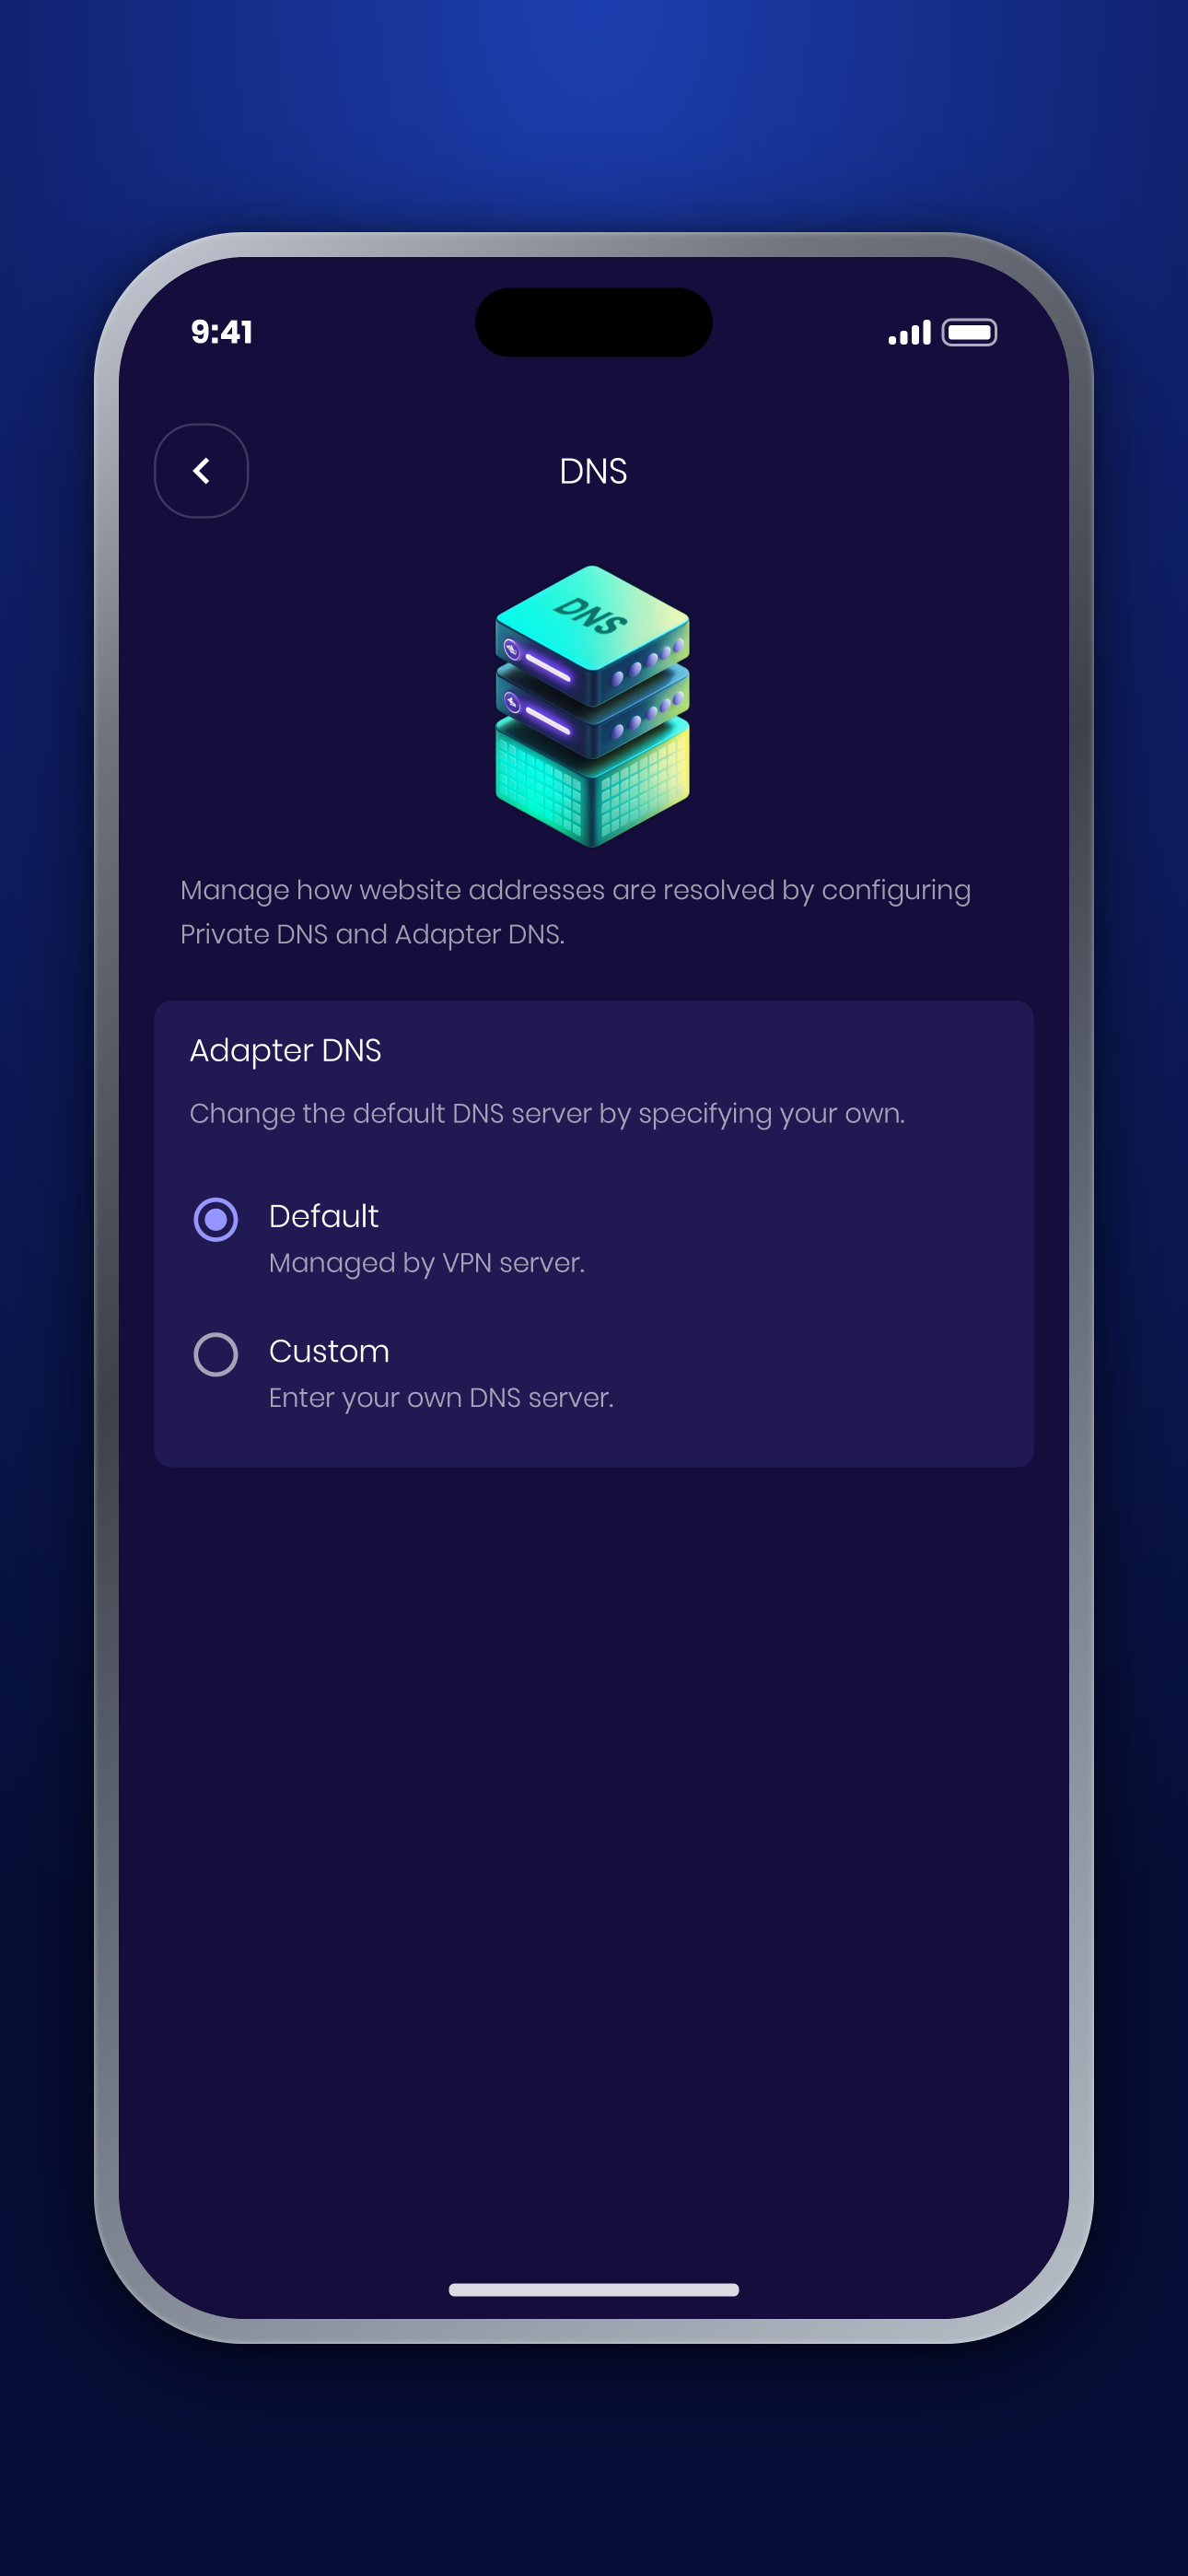 9:41
DNS
DNS
Manage how website addresses are resolved by configuring
Private DNS and Adapter DNS.
Adapter DNS
Change the default DNS server by specifying your own.
Default
Managed by VPN server.
Custom
Enter your own DNS server.